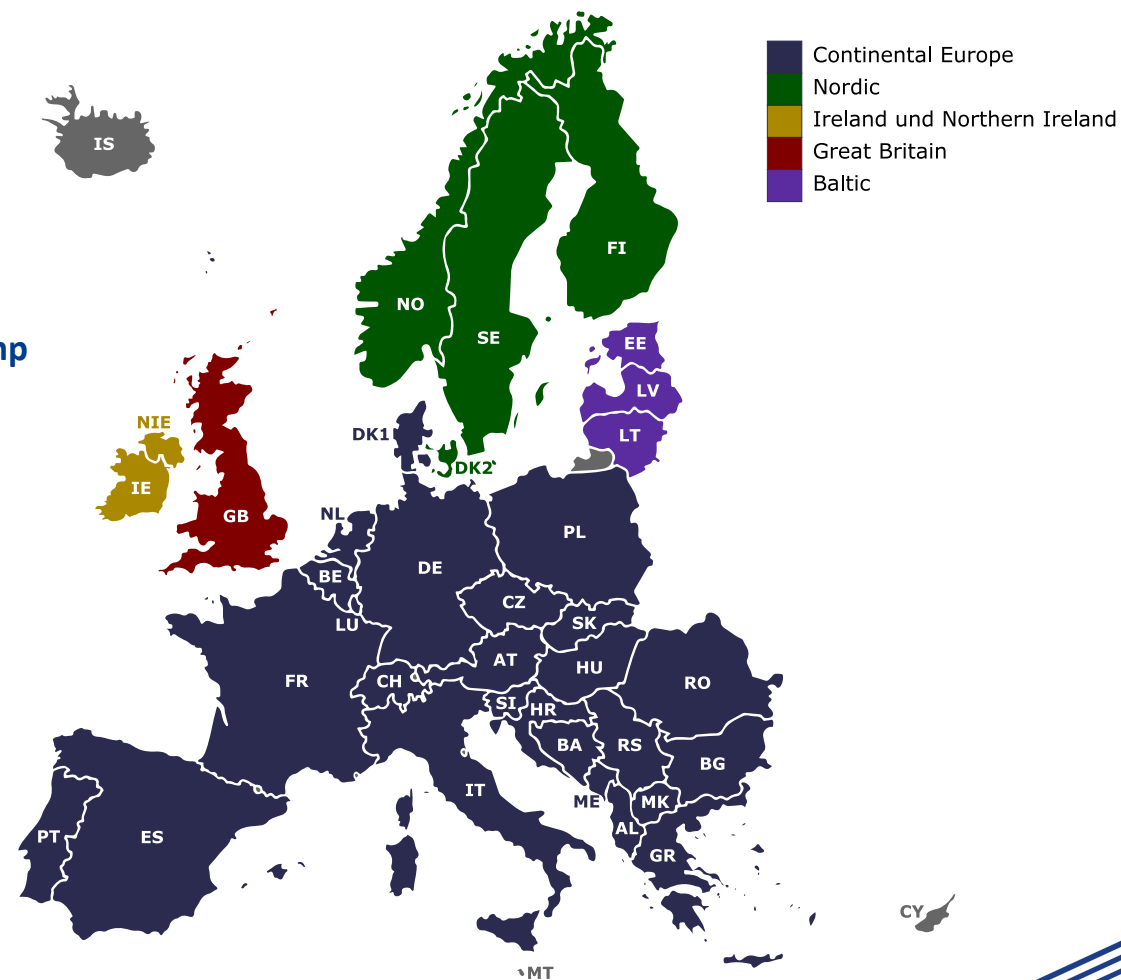 Continental Europe
Nordic
Ireland und Northern Ireland
Great Britain
Baltic
IS
FI
NO
SE
EE
LV
LT
NIE
DK1
DK2
IE
GB
NL
PL
BE
DE
CZ
LU
SK
AT
HU
FR
CH
RO
SI
HR
BA
RS
BG
IT
ME
MK
PT
ES
AL
GR
CY
MT